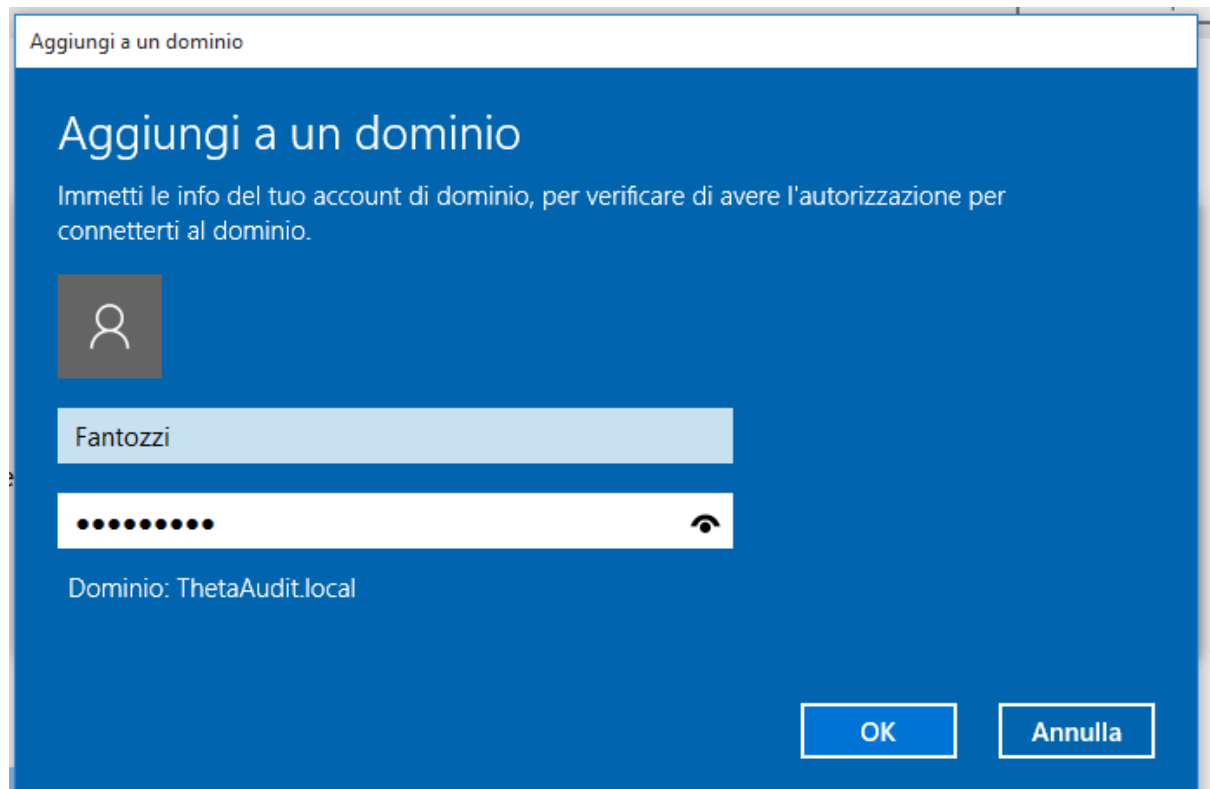 Aggiungi a un dominio
Aggiungi a un dominio
Immetti le info del tuo account di dominio, per verificare di avere l'autorizzazione per
connetterti al dominio.
Fantozzi
Dominio: ThetaAudit.local
OK
Annulla